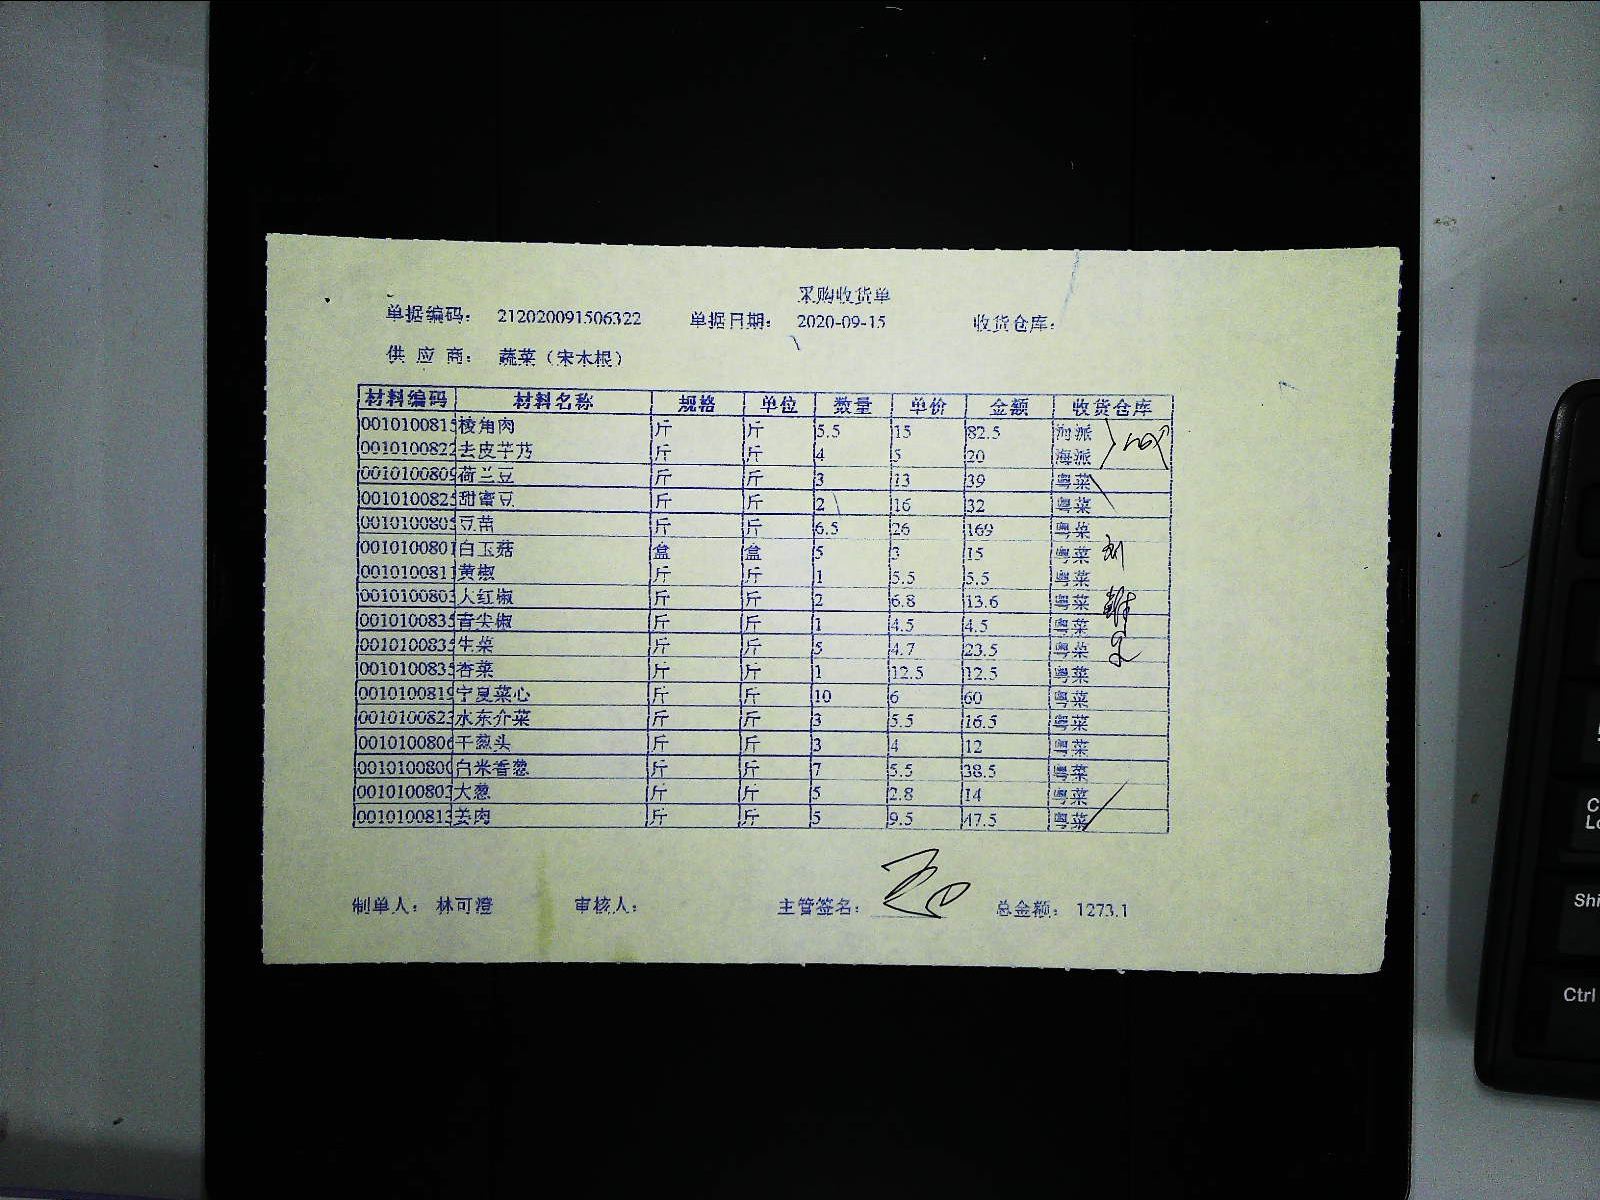 采购收货单
单据编码： 212020091506322 单据日期： 2020-09-15 收货仓库：
供 应 商： 蔬菜（宋木根）
材料编码 材料名称 规格 单位 数量 单价 金额 收货仓库
0010100815 棱角肉 斤 斤 5.5 15 82.5 海派
0010100822 去皮芋艿 斤 斤 4 5 20 海派
0010100809 荷兰豆 斤 斤 3 13 39 粤菜
0010100825 甜蜜豆 斤 斤 2 16 32 粤菜
0010100805 豆苗 斤 斤 6.5 26 169 粤菜
0010100801 白玉菇 盒 盒 5 3 15 粤菜
0010100811 黄椒 斤 斤 1 5.5 5.5 粤菜
0010100803 大红椒 斤 斤 2 6.8 13.6 粤菜
0010100835 青尖椒 斤 斤 1 4.5 4.5 粤菜
0010100835 生菜 斤 斤 5 4.7 23.5 粤菜
0010100835 香菜 斤 斤 1 12.5 12.5 粤菜
0010100819 宁夏菜心 斤 斤 10 6 60 粤菜
0010100823 水东介菜 斤 斤 3 5.5 16.5 粤菜
0010100806 干葱头 斤 斤 3 4 12 粤菜
0010100800 白米香葱 斤 斤 7 5.5 38.5 粤菜
0010100802 大葱 斤 斤 5 2.8 14 粤菜
0010100813 姜肉 斤 斤 5 9.5 47.5 粤菜
制单人： 林可澄 审核人： 主管签名： 总金额： 1273.1
Shi
Ctrl